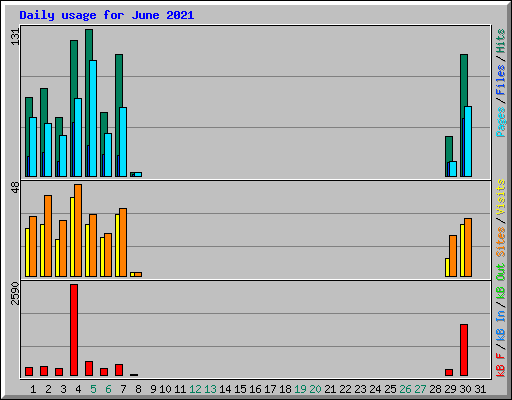 Daily usage for June 2021
131
48
2590
Pages / Files / Hits
Sites / Visits
kB F / kB In / kB Out
1 2 3 4 5 6 7 8 9 10 11 12 13 14 15 16 17 18 19 20 21 22 23 24 25 26 27 28 29 30 31